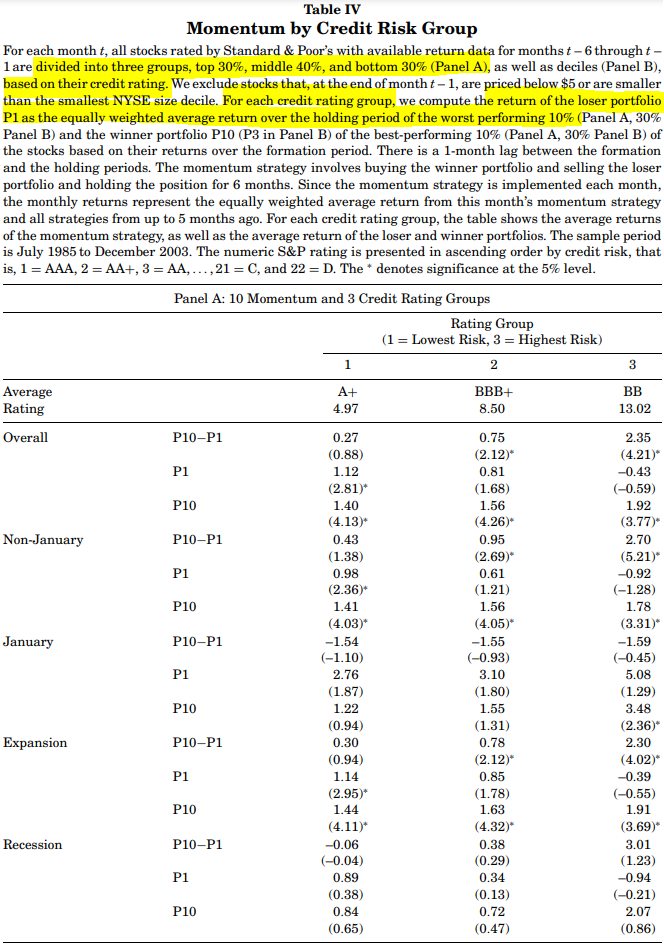 Table IV
Momentum by Credit Risk Group
For each month t, all stocks rated by Standard & Poor's with available return data for months t – 6 through t –
1 are divided into three groups, top 30%, middle 40%, and bottom 30% (Panel A), as well as deciles (Panel B),
based on their credit rating. We exclude stocks that, at the end of month t – 1, are priced below $5 or are smaller
than the smallest NYSE size decile. For each credit rating group, we compute the return of the loser portfolio
P1 as the equally weighted average return over the holding period of the worst performing 10% (Panel A, 30%
Panel B) and the winner portfolio P10 (P3 in Panel B) of the best-performing 10% (Panel A, 30% Panel B) of
the stocks based on their returns over the formation period. There is a 1-month lag between the formation
and the holding periods. The momentum strategy involves buying the winner portfolio and selling the loser
portfolio and holding the position for 6 months. Since the momentum strategy is implemented each month,
the monthly returns represent the equally weighted average return from this month's momentum strategy
and all strategies from up to 5 months ago. For each credit rating group, the table shows the average returns
of the momentum strategy, as well as the average return of the loser and winner portfolios. The sample period
is July 1985 to December 2003. The numeric S&P rating is presented in ascending order by credit risk, that
is, 1 = AAA, 2 = AA+, 3 = AA, . . . , 21 = C, and 22 = D. The * denotes significance at the 5% level.
Panel A: 10 Momentum and 3 Credit Rating Groups
Rating Group
(1 = Lowest Risk, 3 = Highest Risk)
1 2 3
Average A+ BBB+ BB
Rating 4.97 8.50 13.02
Overall P10–P1 0.27 0.75 2.35
(0.88) (2.12)* (4.21)*
P1 1.12 0.81 –0.43
(2.81)* (1.68) (–0.59)
P10 1.40 1.56 1.92
(4.13)* (4.26)* (3.77)*
Non-January P10–P1 0.43 0.95 2.70
(1.38) (2.69)* (5.21)*
P1 0.98 0.61 –0.92
(2.36)* (1.21) (–1.28)
P10 1.41 1.56 1.78
(4.03)* (4.05)* (3.31)*
January P10–P1 –1.54 –1.55 –1.59
(–1.10) (–0.93) (–0.45)
P1 2.76 3.10 5.08
(1.87) (1.80) (1.29)
P10 1.22 1.55 3.48
(0.94) (1.31) (2.36)*
Expansion P10–P1 0.30 0.78 2.30
(0.94) (2.12)* (4.02)*
P1 1.14 0.85 –0.39
(2.95)* (1.78) (–0.55)
P10 1.44 1.63 1.91
(4.11)* (4.32)* (3.69)*
Recession P10–P1 –0.06 0.38 3.01
(–0.04) (0.29) (1.23)
P1 0.89 0.34 –0.94
(0.38) (0.13) (–0.21)
P10 0.84 0.72 2.07
(0.65) (0.47) (0.86)